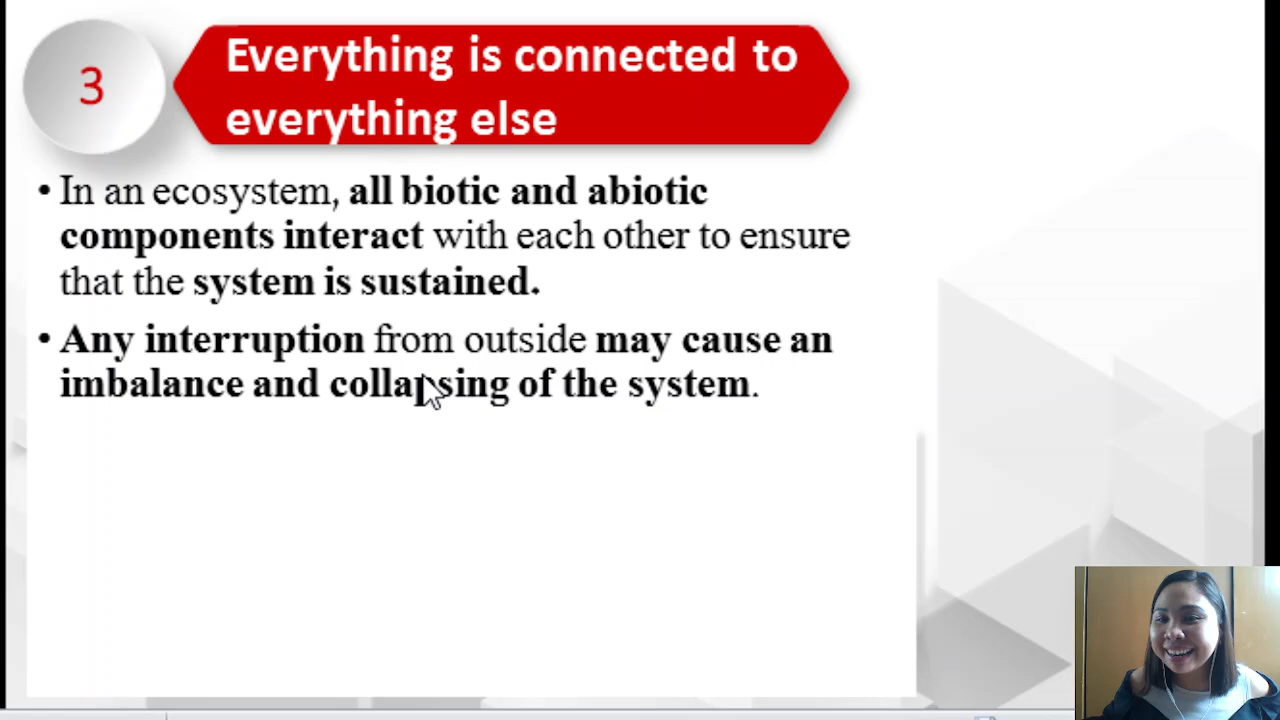 3
Everything is connected to
everything else
• In an ecosystem, all biotic and abiotic
components interact with each other to ensure
that the system is sustained.
• Any interruption from outside may cause an
imbalance and collapsing of the system.